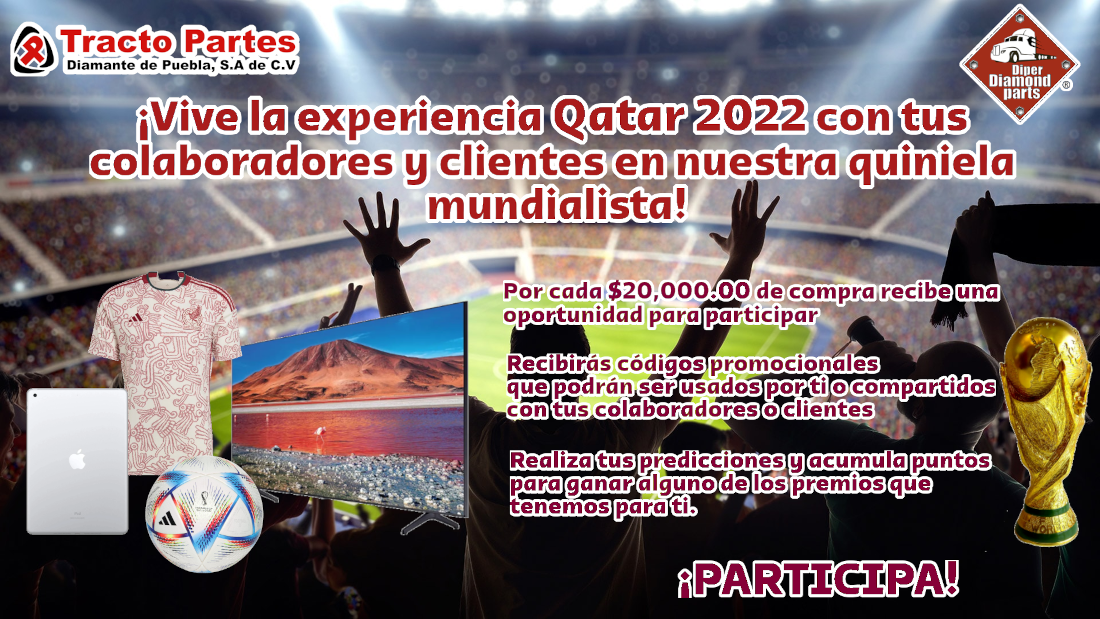 Tracto Partes
Diamante de Puebla, S.A de C.V
Diper
Diamond
parts
®
¡Vive la experiencia Qatar 2022 con tus
colaboradores y clientes en nuestra quiniela
mundialista!
Por cada $20,000.00 de compra recibe una
oportunidad para participar
Recibirás códigos promocionales
que podrán ser usados por ti o compartidos
con tus colaboradores o clientes
Realiza tus predicciones y acumula puntos
para ganar alguno de los premios que
tenemos para ti.
¡PARTICIPA!